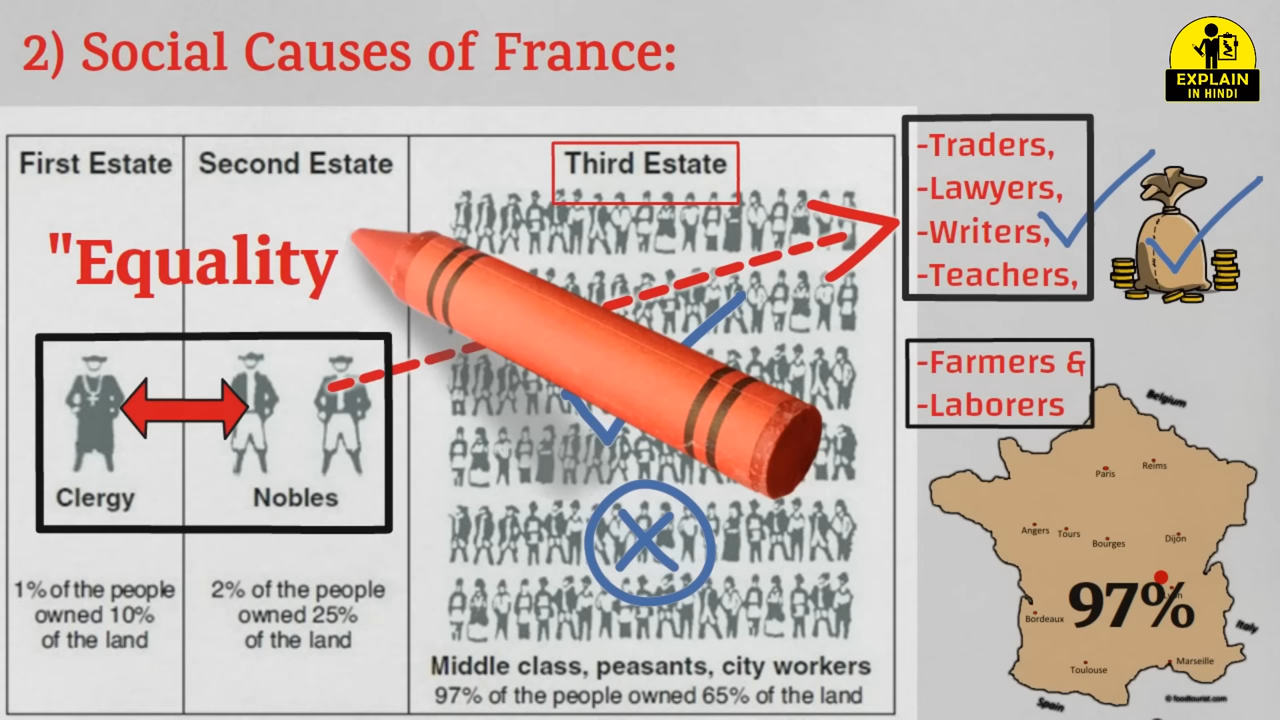 2) Social Causes of France:
EXPLAIN
IN HINDI
First Estate
Second Estate
Third Estate
"Equality
Clergy
Nobles
1% of the people
owned 10%
of the land
2% of the people
owned 25%
of the land
Middle class, peasants, city workers
97% of the people owned 65% of the land
-Traders,
-Lawyers,
-Writers,
-Teachers,
-Farmers &
-Laborers
Belgium
Paris
Reims
Angers
Tours
Bourges
Dijon
97%
Bordeaux
Italy
Toulouse
Marseille
Spain
© foodtourist.com